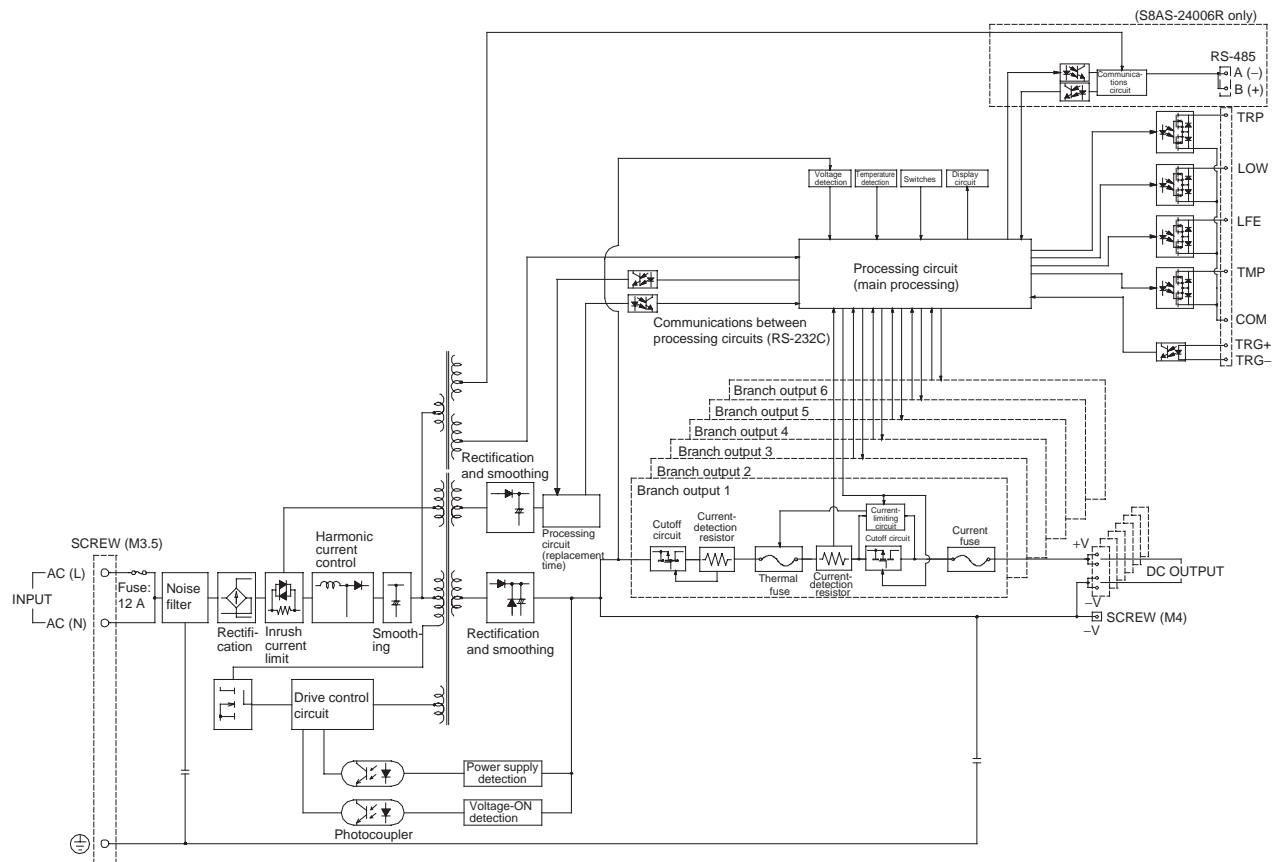 (S8AS-24006R only)
RS-485
A (−)
B (+)
Communica-
tions
circuit
TRP
LOW
LFE
TMP
COM
TRG+
TRG−
Voltage
detection
Temperature
detection
Switches
Display
circuit
Processing circuit
(main processing)
Communications between
processing circuits (RS-232C)
Branch output 6
Branch output 5
Branch output 4
Branch output 3
Branch output 2
Branch output 1
Rectification
and smoothing
Processing
circuit
(replacement
time)
Current-
limiting
circuit
Cutoff
circuit
Current-
detection
resistor
Thermal
fuse
Current-
detection
resistor
Cutoff circuit
Current
fuse
+V
DC OUTPUT
−V
SCREW (M4)
−V
SCREW (M3.5)
AC (L)
INPUT
AC (N)
Fuse:
12 A
Noise
filter
Rectifi-
cation
Inrush
current
limit
Harmonic
current
control
Smooth-
ing
Rectification
and smoothing
Drive control
circuit
Power supply
detection
Voltage-ON
detection
Photocoupler